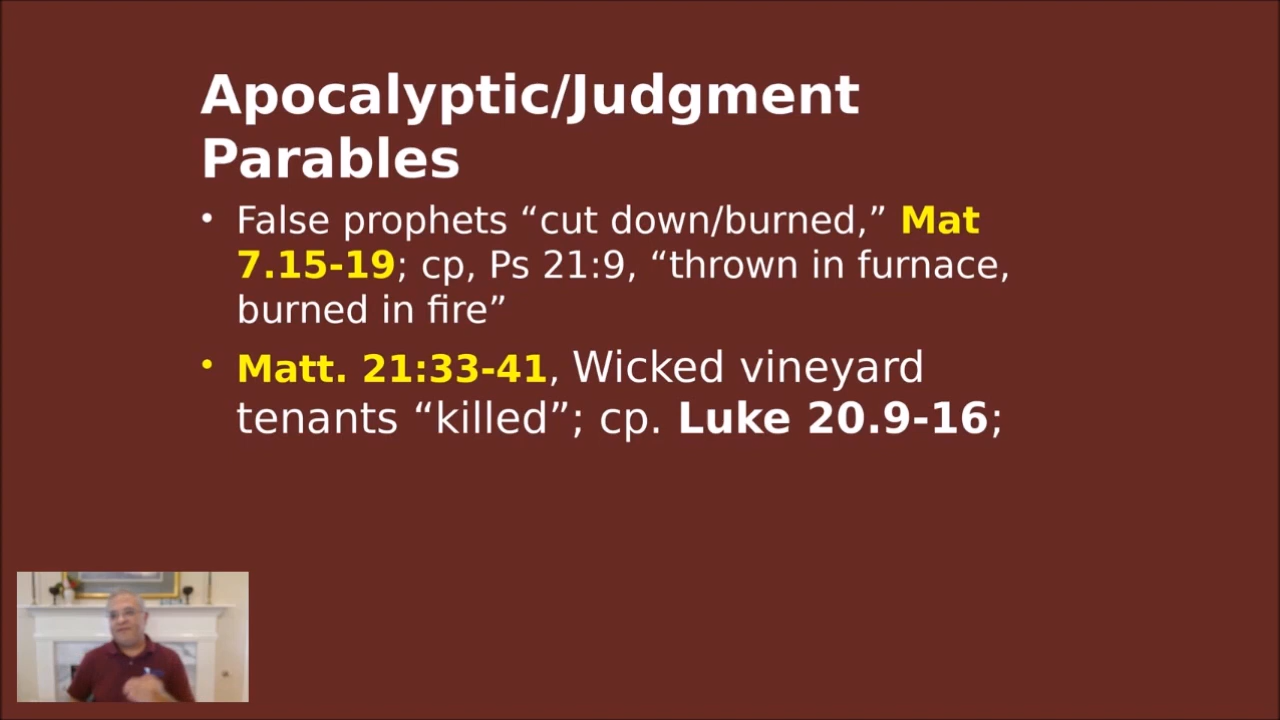 Apocalyptic/Judgment
Parables
• False prophets “cut down/burned,” Mat
7.15-19; cp, Ps 21:9, “thrown in furnace,
burned in fire”
• Matt. 21:33-41, Wicked vineyard
tenants “killed”; cp. Luke 20.9-16;